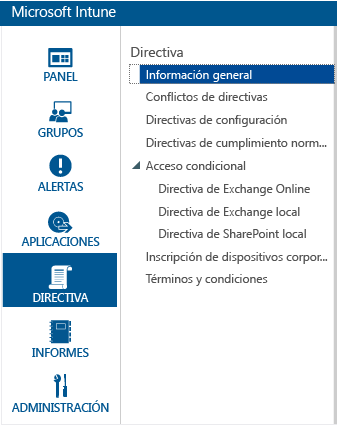 Microsoft Intune
PANEL
GRUPOS
ALERTAS
APLICACIONES
DIRECTIVA
INFORMES
ADMINISTRACIÓN
Directiva
Información general
Conflictos de directivas
Directivas de configuración
Directivas de cumplimiento norm...
Acceso condicional
Directiva de Exchange Online
Directiva de Exchange local
Directiva de SharePoint local
Inscripción de dispositivos corpor...
Términos y condiciones